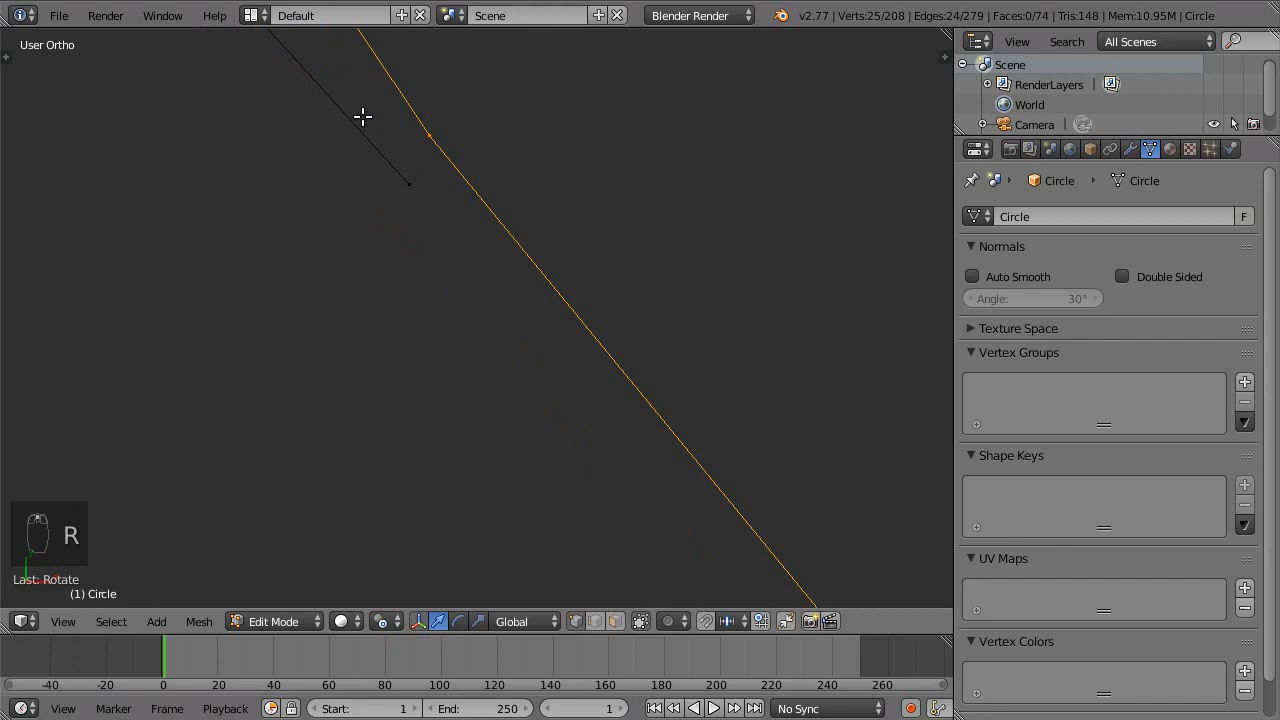 File Render Window Help Default Scene Blender Render v2.77 | Verts:25/208 | Edges:24/279 | Faces:0/74 | Tris:148 | Mem:10.95M | Circle
User Ortho
View Search All Scenes
Scene
RenderLayers
World
Camera
Circle Circle
Circle F
Normals
Auto Smooth Double Sided
Angle: 30°
Texture Space
Vertex Groups
Shape Keys
UV Maps
Vertex Colors
R
Last: Rotate
(1) Circle
View Select Add Mesh Edit Mode Global
-40 -20 0 20 40 60 80 100 120 140 160 180 200 220 240 260
View Marker Frame Playback Start: 1 End: 250 1 No Sync